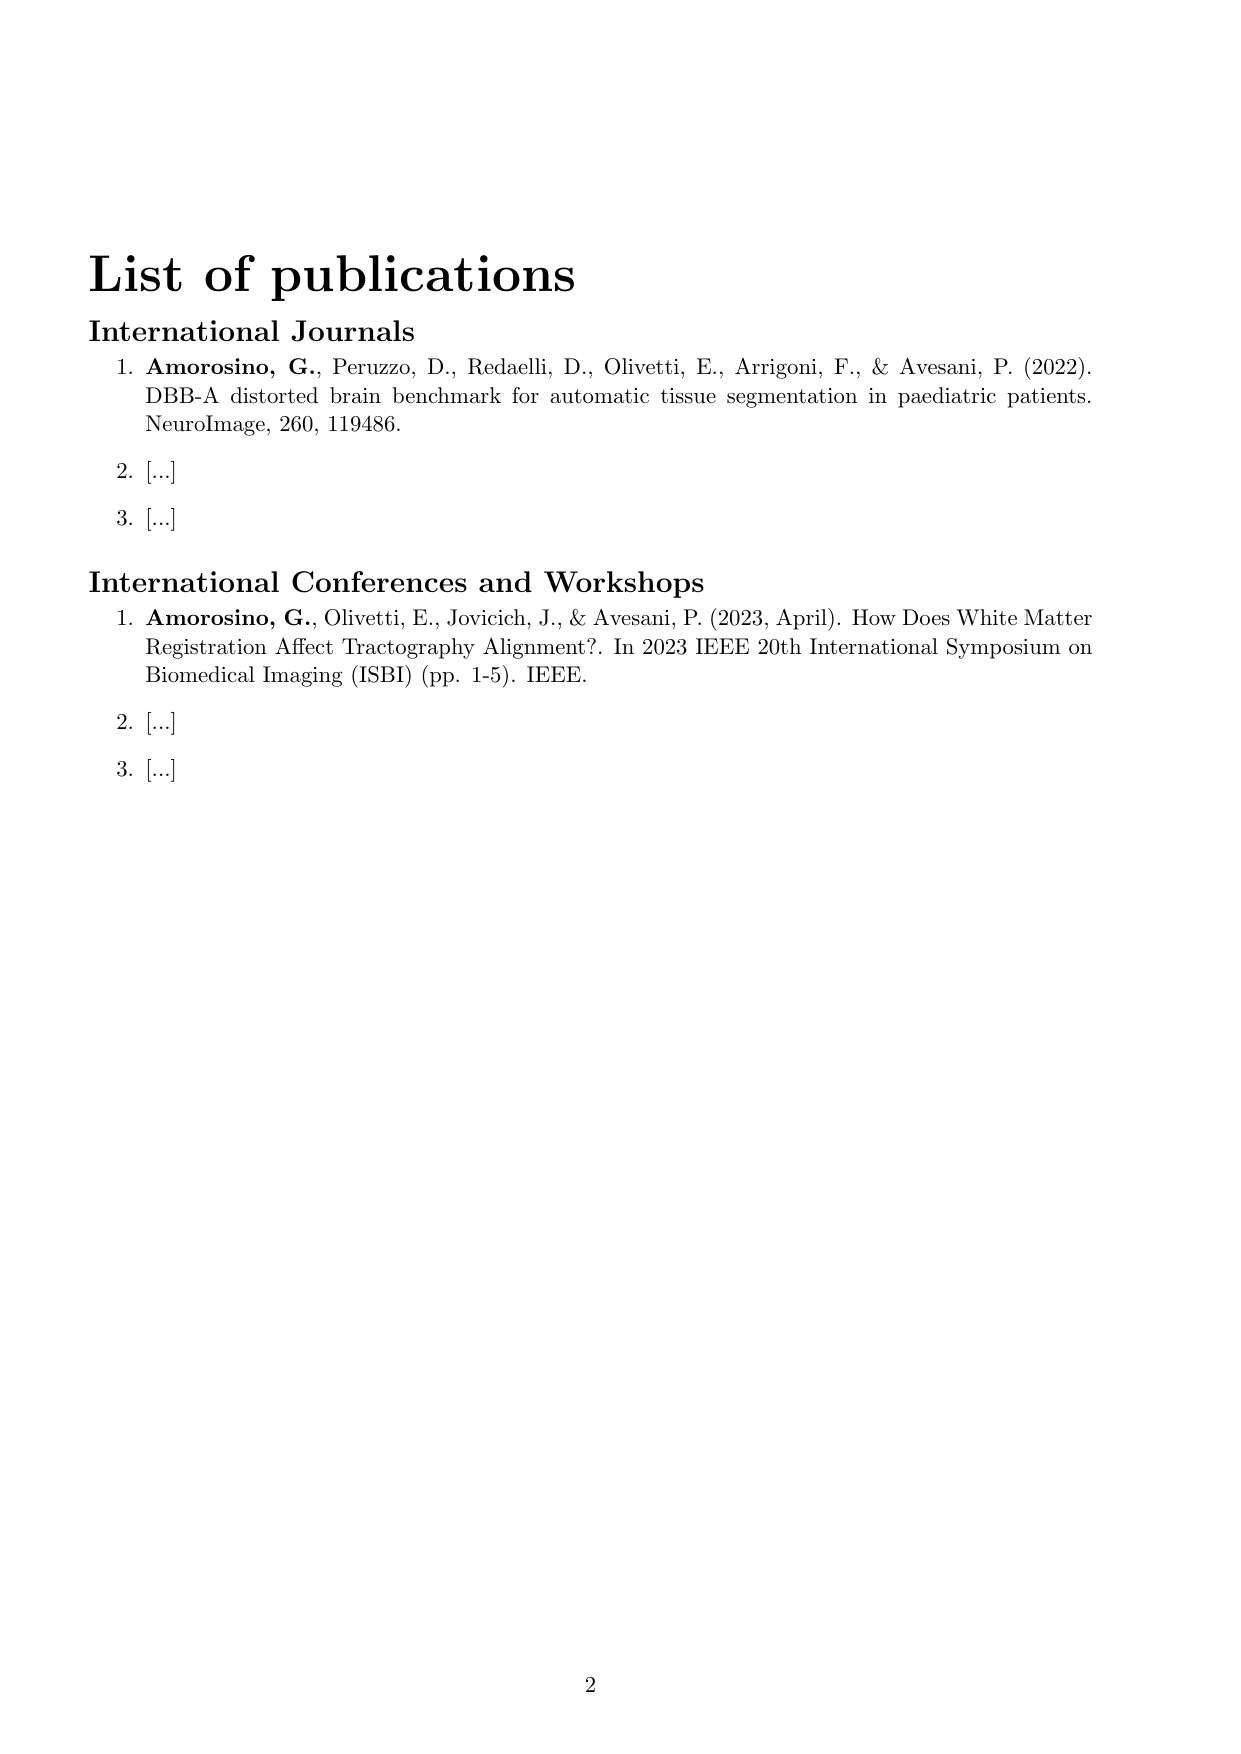 List of publications
International Journals
1. Amorosino, G., Peruzzo, D., Redaelli, D., Olivetti, E., Arrigoni, F., & Avesani, P. (2022).
DBB-A distorted brain benchmark for automatic tissue segmentation in paediatric patients.
NeuroImage, 260, 119486.
2. [...]
3. [...]
International Conferences and Workshops
1. Amorosino, G., Olivetti, E., Jovicich, J., & Avesani, P. (2023, April). How Does White Matter
Registration Affect Tractography Alignment?. In 2023 IEEE 20th International Symposium on
Biomedical Imaging (ISBI) (pp. 1-5). IEEE.
2. [...]
3. [...]
2